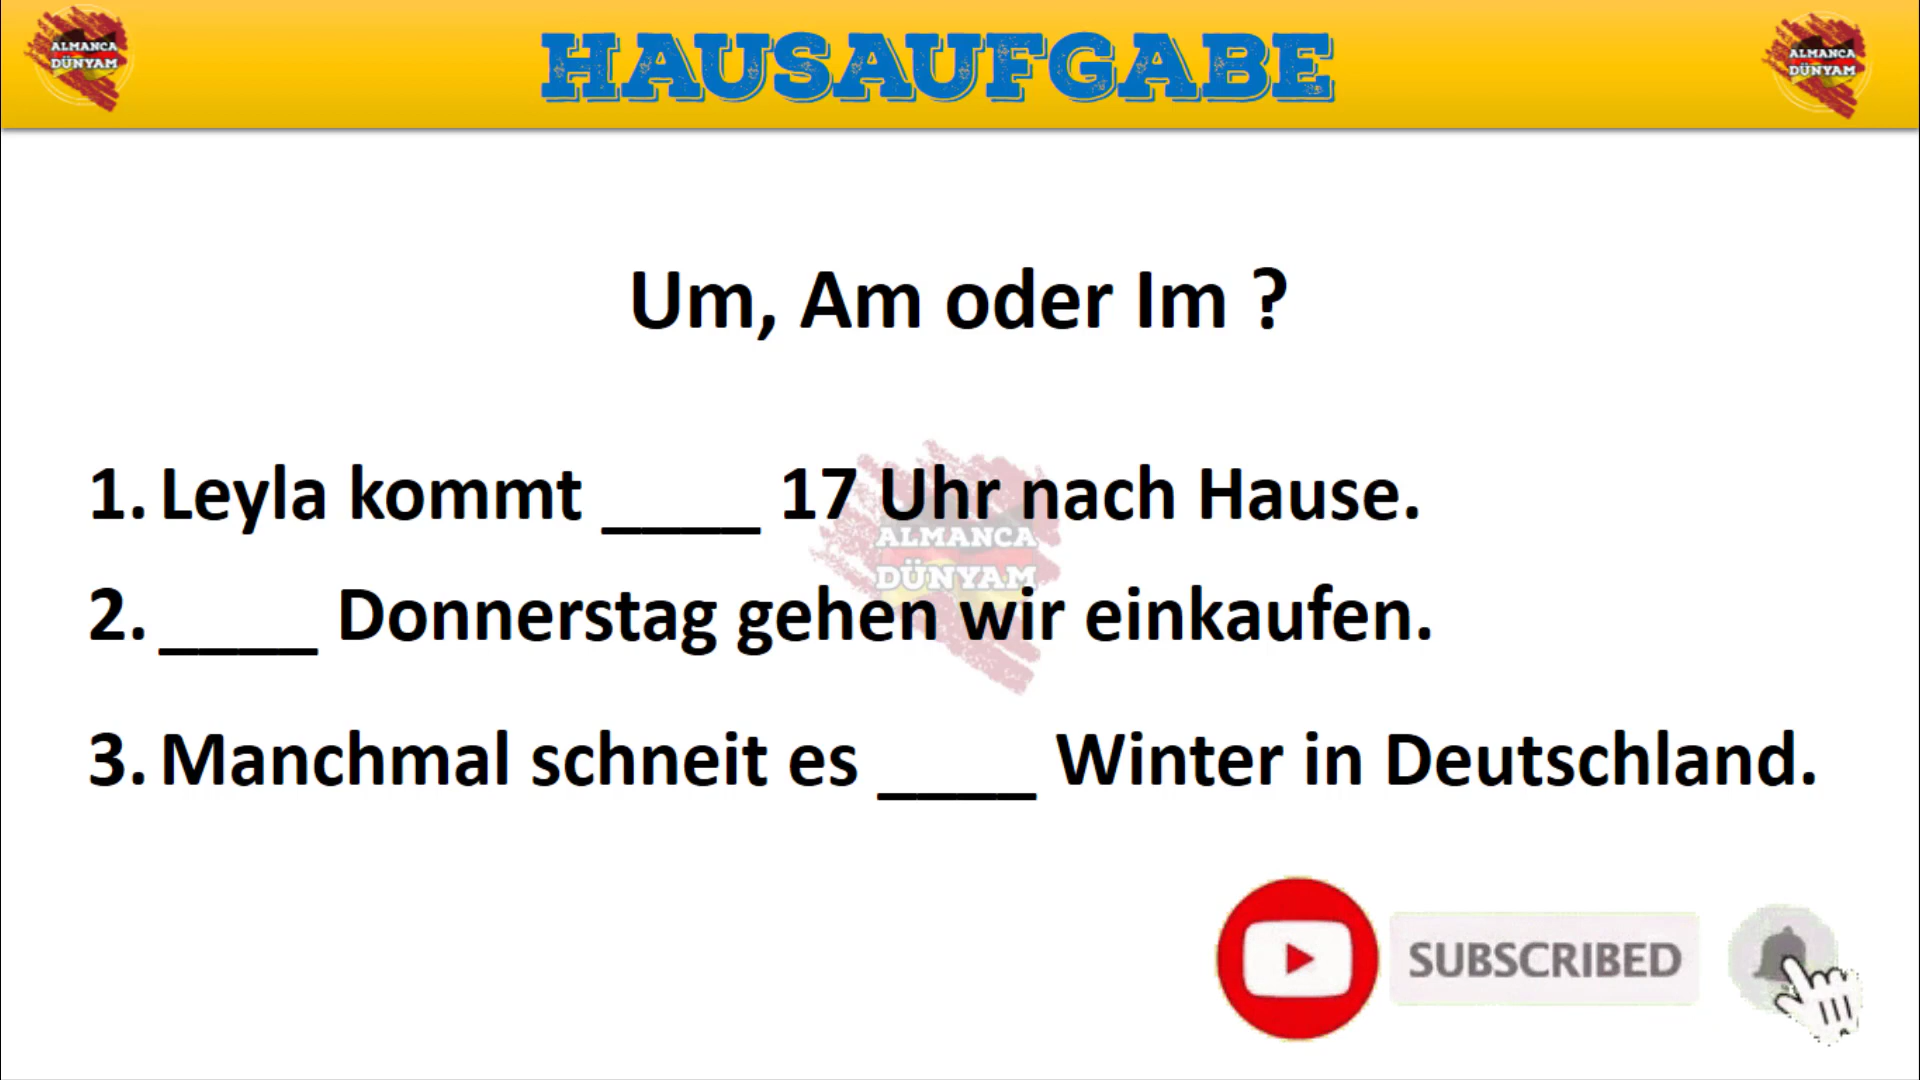 ALMANCA
DÜNYAM
HAUSAUFGABE
ALMANCA
DÜNYAM
Um, Am oder Im ?
1. Leyla kommt ____ 17 Uhr nach Hause.
ALMANCA
DÜNYAM
2. ____ Donnerstag gehen wir einkaufen.
3. Manchmal schneit es ____ Winter in Deutschland.
SUBSCRIBED